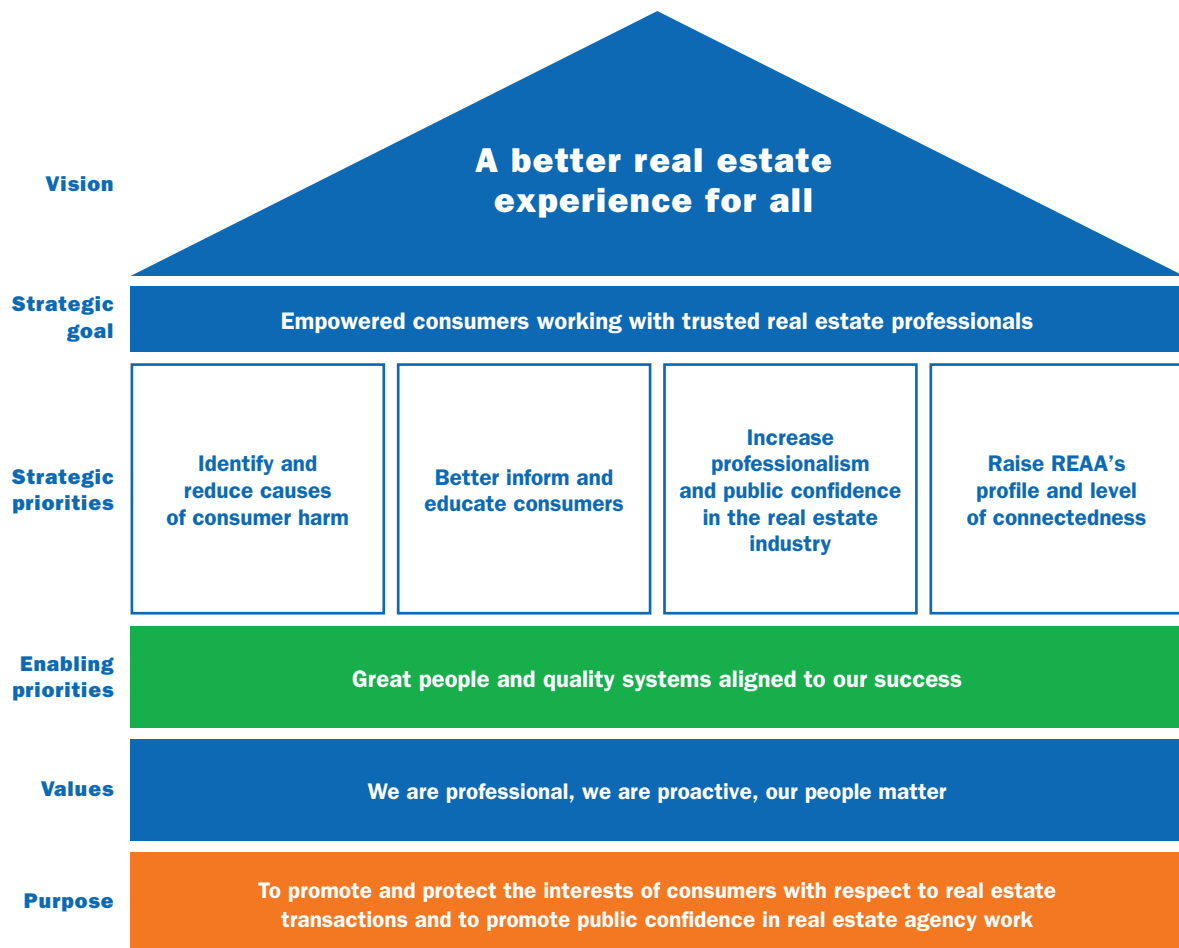 Vision
A better real estate
experience for all
Strategic
goal
Empowered consumers working with trusted real estate professionals
Strategic
priorities
Identify and
reduce causes
of consumer harm
Better inform and
educate consumers
Increase
professionalism
and public confidence
in the real estate
industry
Raise REAA's
profile and level
of connectedness
Enabling
priorities
Great people and quality systems aligned to our success
Values
We are professional, we are proactive, our people matter
Purpose
To promote and protect the interests of consumers with respect to real estate
transactions and to promote public confidence in real estate agency work